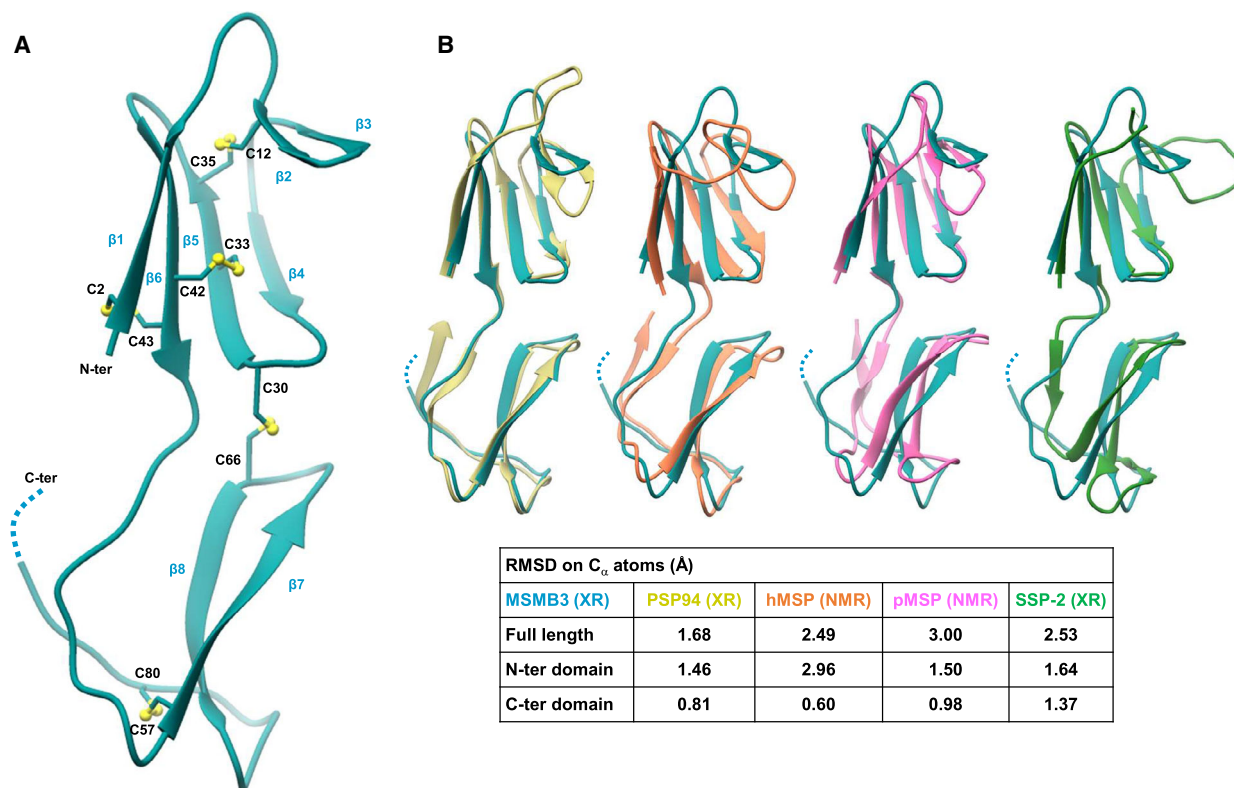 A
β3
C35
C12
β2
β1
β5
C33
β6
β4
C2
C42
C43
N-ter
C30
C66
C-ter
β8
β7
C80
C57
B
RMSD on Cα atoms (Å)
MSMB3 (XR) PSP94 (XR) hMSP (NMR) pMSP (NMR) SSP-2 (XR)
Full length 1.68 2.49 3.00 2.53
N-ter domain 1.46 2.96 1.50 1.64
C-ter domain 0.81 0.60 0.98 1.37